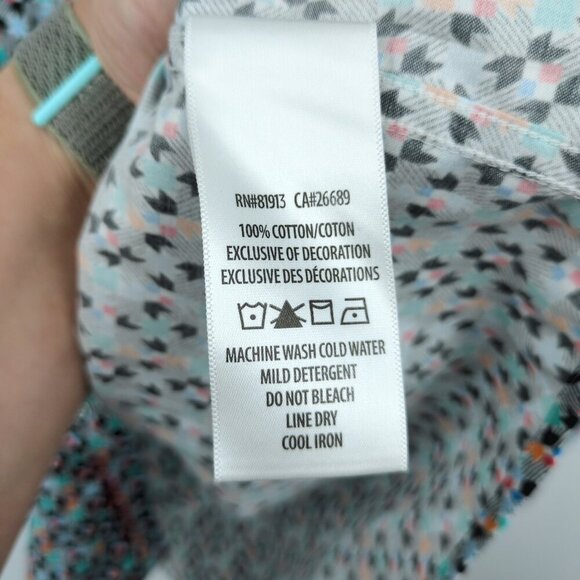 RN#81913 CA#26689
100% COTTON/COTON
EXCLUSIVE OF DECORATION
EXCLUSIVE DES DÉCORATIONS
MACHINE WASH COLD WATER
MILD DETERGENT
DO NOT BLEACH
LINE DRY
COOL IRON